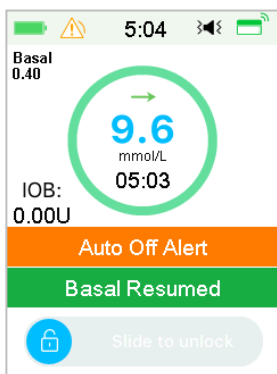 5:04
Basal
0.40
9.6
mmol/L
05:03
IOB:
0.00U
Auto Off Alert
Basal Resumed
Slide to unlock